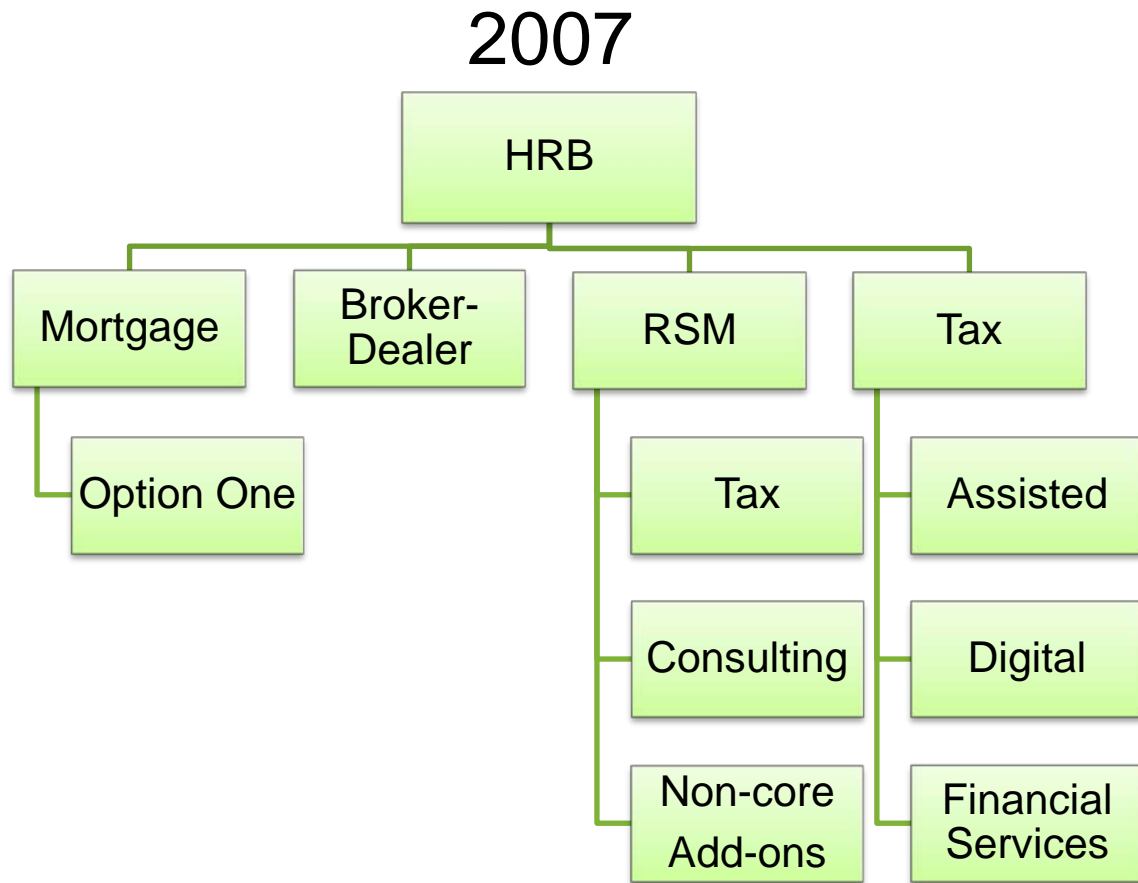 2007
HRB
Mortgage
Broker-
Dealer
RSM
Tax
Option One
Tax
Assisted
Consulting
Digital
Non-core
Add-ons
Financial
Services